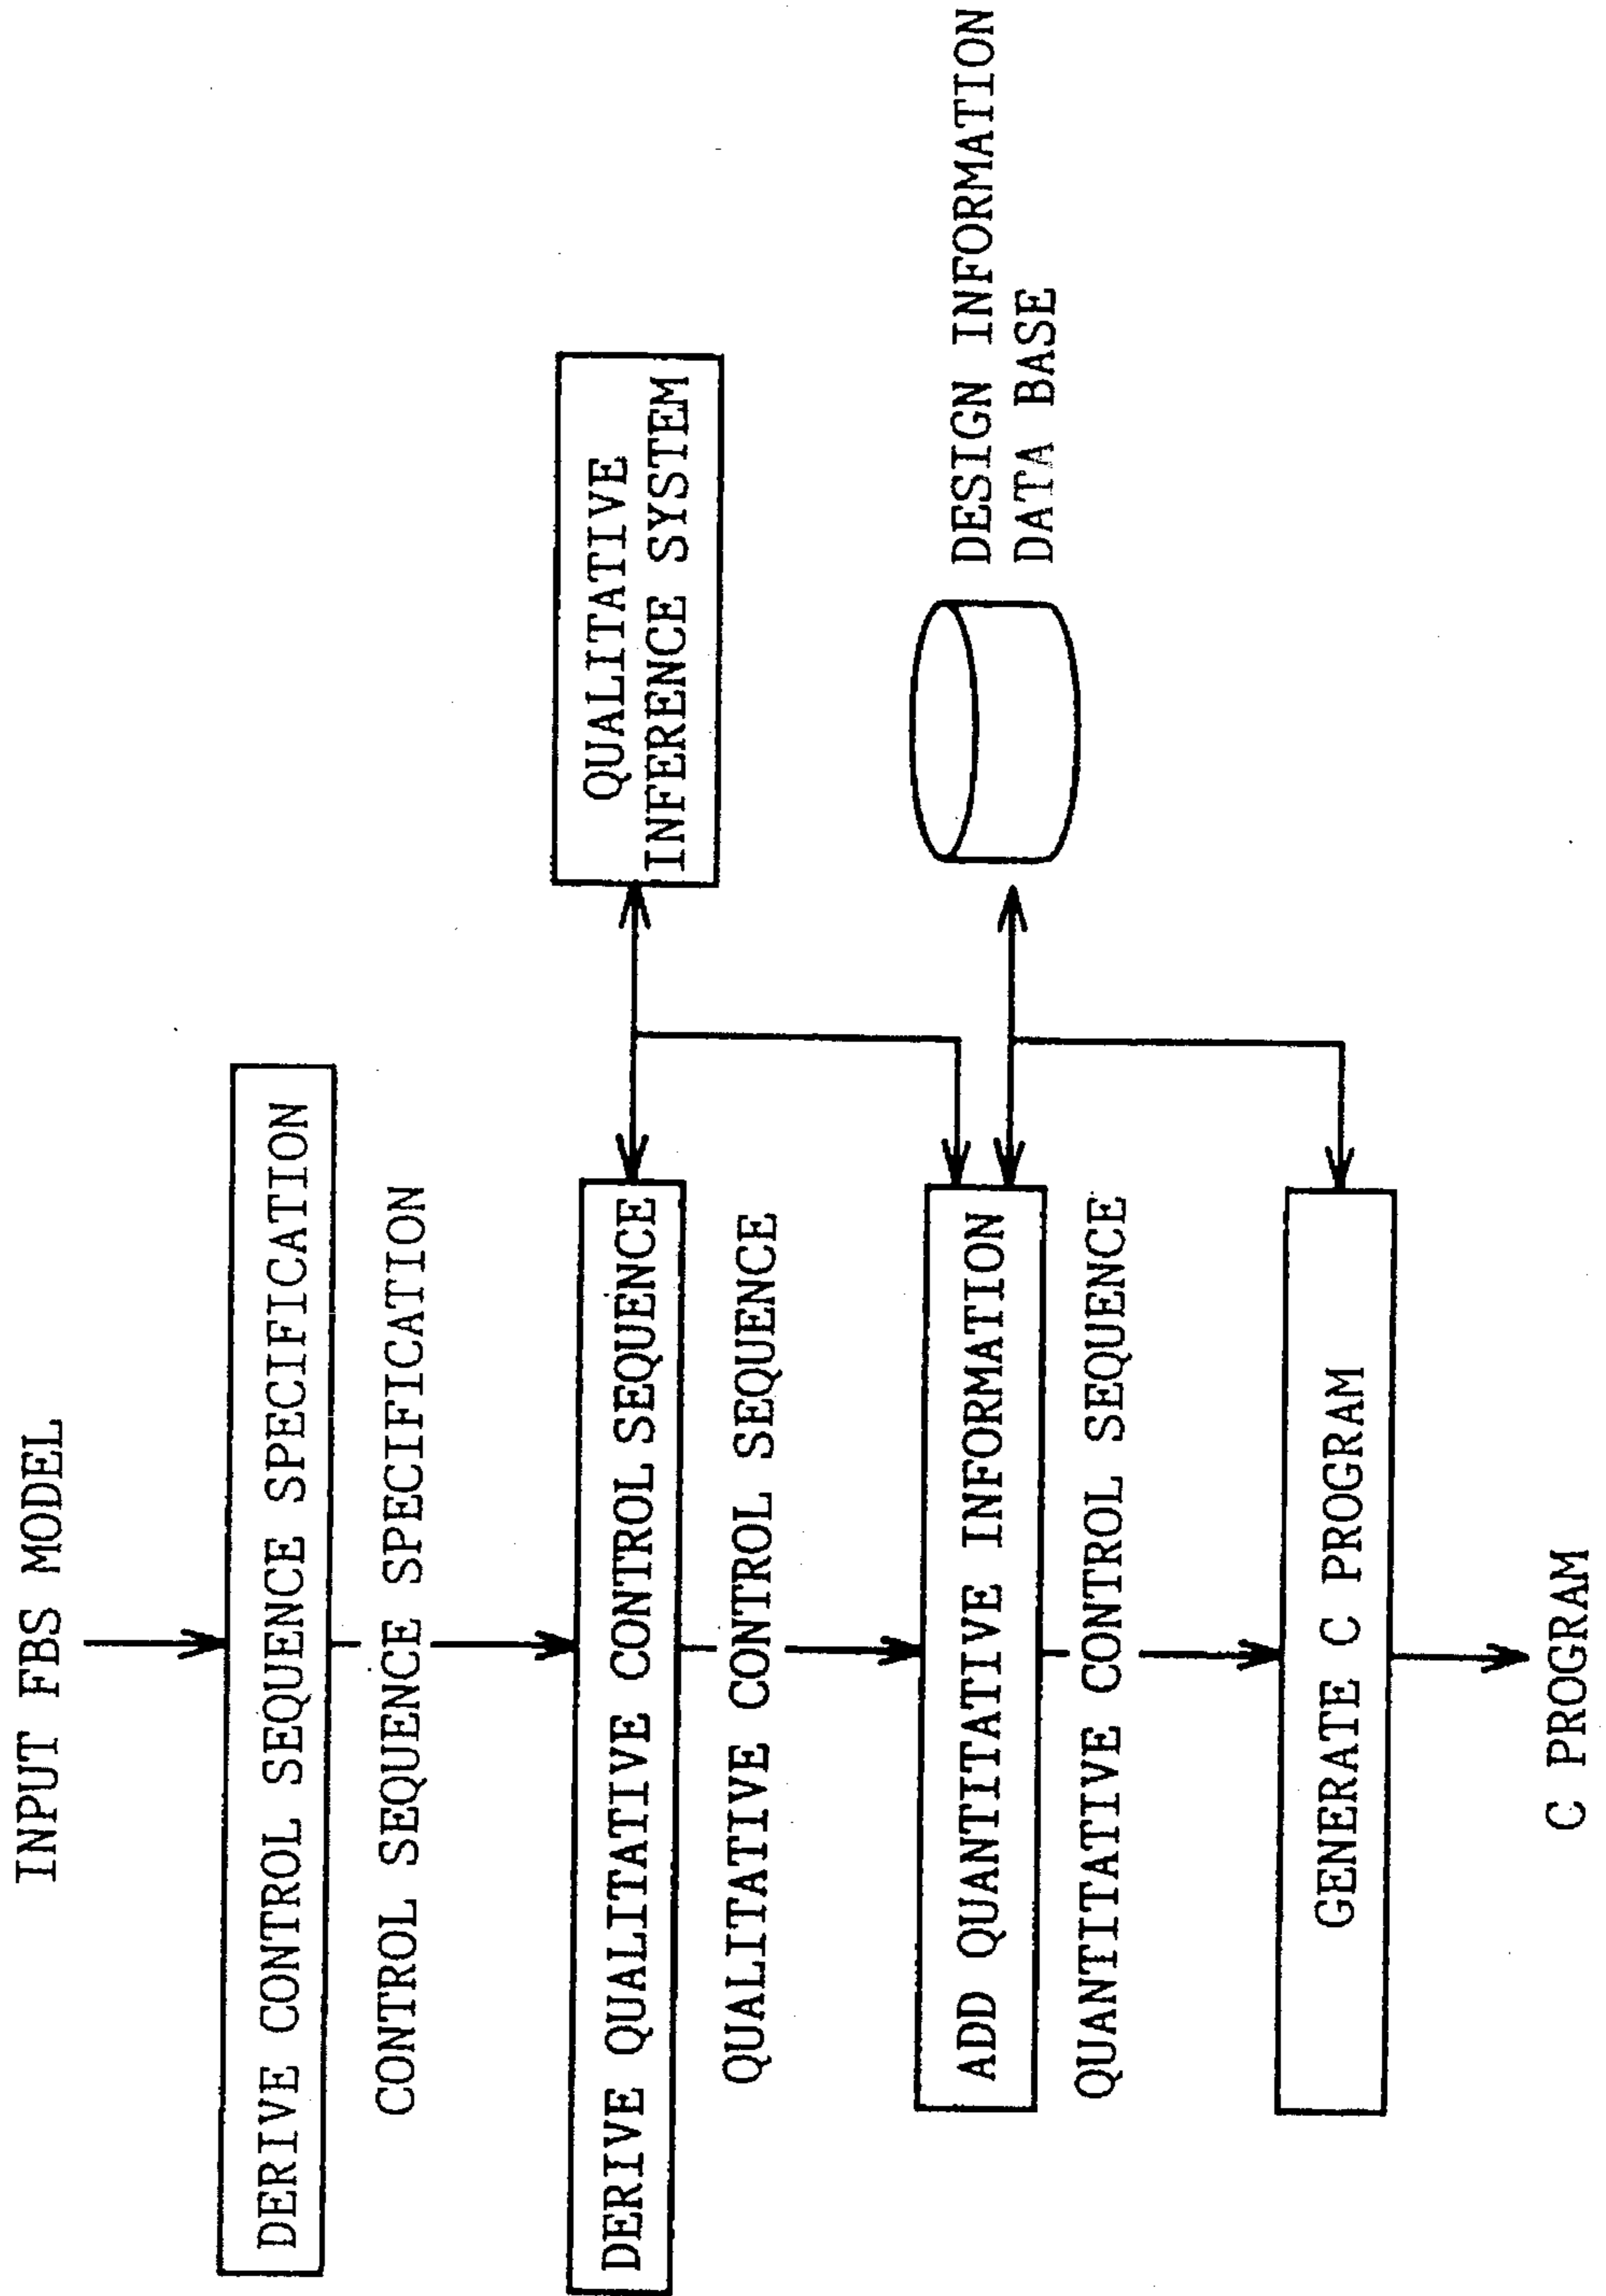 INPUT FBS MODEL
DERIVE CONTROL SEQUENCE SPECIFICATION
CONTROL SEQUENCE SPECIFICATION
DERIVE QUALITATIVE CONTROL SEQUENCE
QUALITATIVE
INFERENCE SYSTEM
QUALITATIVE CONTROL SEQUENCE
ADD QUANTITATIVE INFORMATION
DESIGN INFORMATION
DATA BASE
QUANTITATIVE CONTROL SEQUENCE
GENERATE C PROGRAM
C PROGRAM